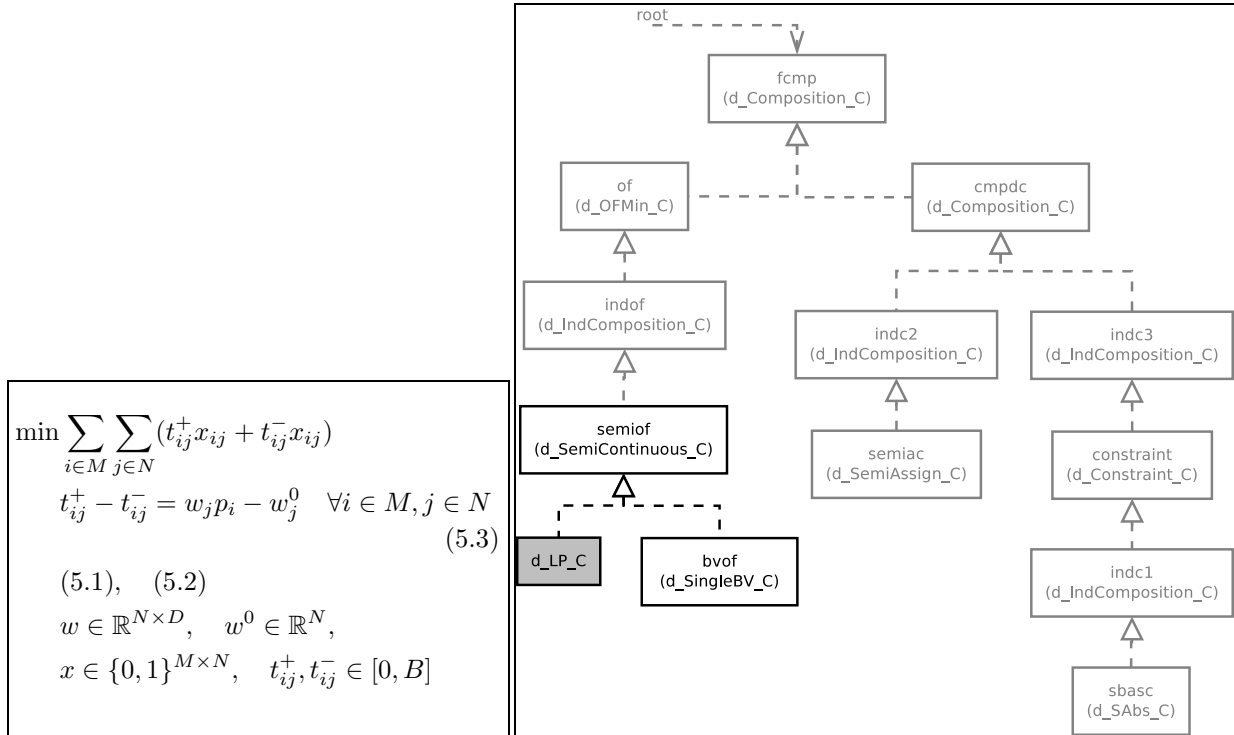 min ∑_{i∈M} ∑_{j∈N} (t^+_{ij} x_{ij} + t^-_{ij} x_{ij})
t^+_{ij} − t^-_{ij} = w_j p_i − w^0_j ∀i ∈ M, j ∈ N
(5.3)
(5.1), (5.2)
w ∈ ℝ^{N×D}, w^0 ∈ ℝ^N,
x ∈ {0, 1}^{M×N}, t^+_{ij}, t^-_{ij} ∈ [0, B]
root
fcmp
(d_Composition_C)
of
(d_OFMin_C)
cmpdc
(d_Composition_C)
indof
(d_IndComposition_C)
indc2
(d_IndComposition_C)
indc3
(d_IndComposition_C)
semiof
(d_SemiContinuous_C)
semiac
(d_SemiAssign_C)
constraint
(d_Constraint_C)
d_LP_C
bvof
(d_SingleBV_C)
indc1
(d_IndComposition_C)
sbasc
(d_SAbs_C)